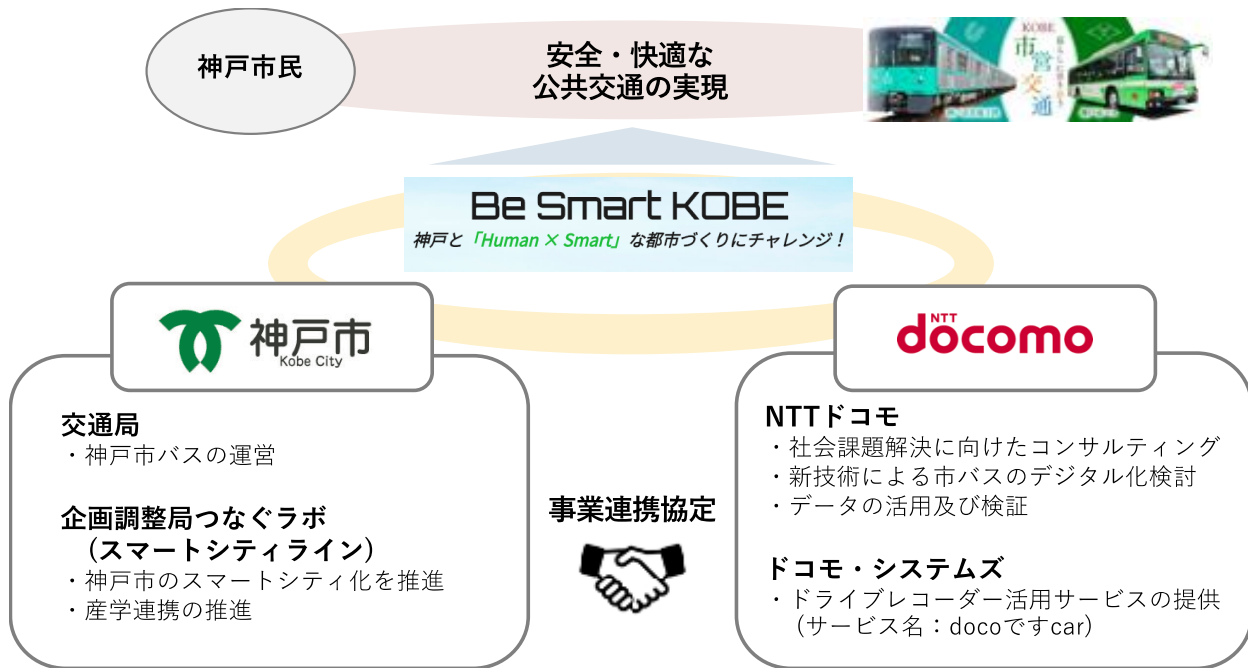 神戸市民
安全・快適な
公共交通の実現
KOBE
市営交通
Be Smart KOBE
神戸と「Human × Smart」な都市づくりにチャレンジ！
神戸市
Kobe City
交通局
・神戸市バスの運営
企画調整局つなぐラボ
（スマートシティライン）
・神戸市のスマートシティ化を推進
・産学連携の推進
事業連携協定
NTT
docomo
NTTドコモ
・社会課題解決に向けたコンサルティング
・新技術による市バスのデジタル化検討
・データの活用及び検証
ドコモ・システムズ
・ドライブレコーダー活用サービスの提供
（サービス名：docoですcar）